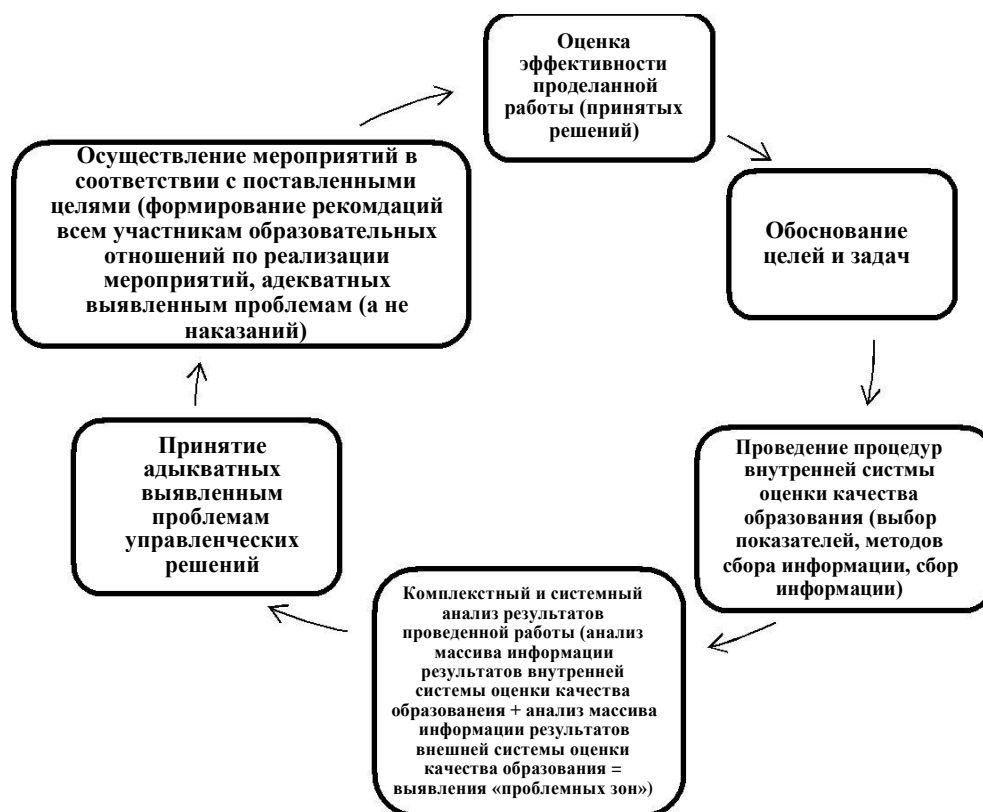 Оценка
эффективности
проделанной
работы (принятых
решений)
Обоснование
целей и задач
Проведение процедур
внутренней систмы
оценки качества
образования (выбор
показателей, методов
сбора информации, сбор
информации)
Комплекстный и системный
анализ результатов
проведенной работы (анализ
массива информации
результатов внутренней
системы оценки качества
образованеия + анализ массива
информации результатов
внешней системы оценки
качества образования =
выявления «проблемных зон»)
Принятие
адыкватных
выявленным
проблемам
управленческих
решений
Осуществление мероприятий в
соответствии с поставленными
целями (формирование рекомдаций
всем участникам образовательных
отношений по реализации
мероприятий, адекватных
выявленным проблемам (а не
наказаний)